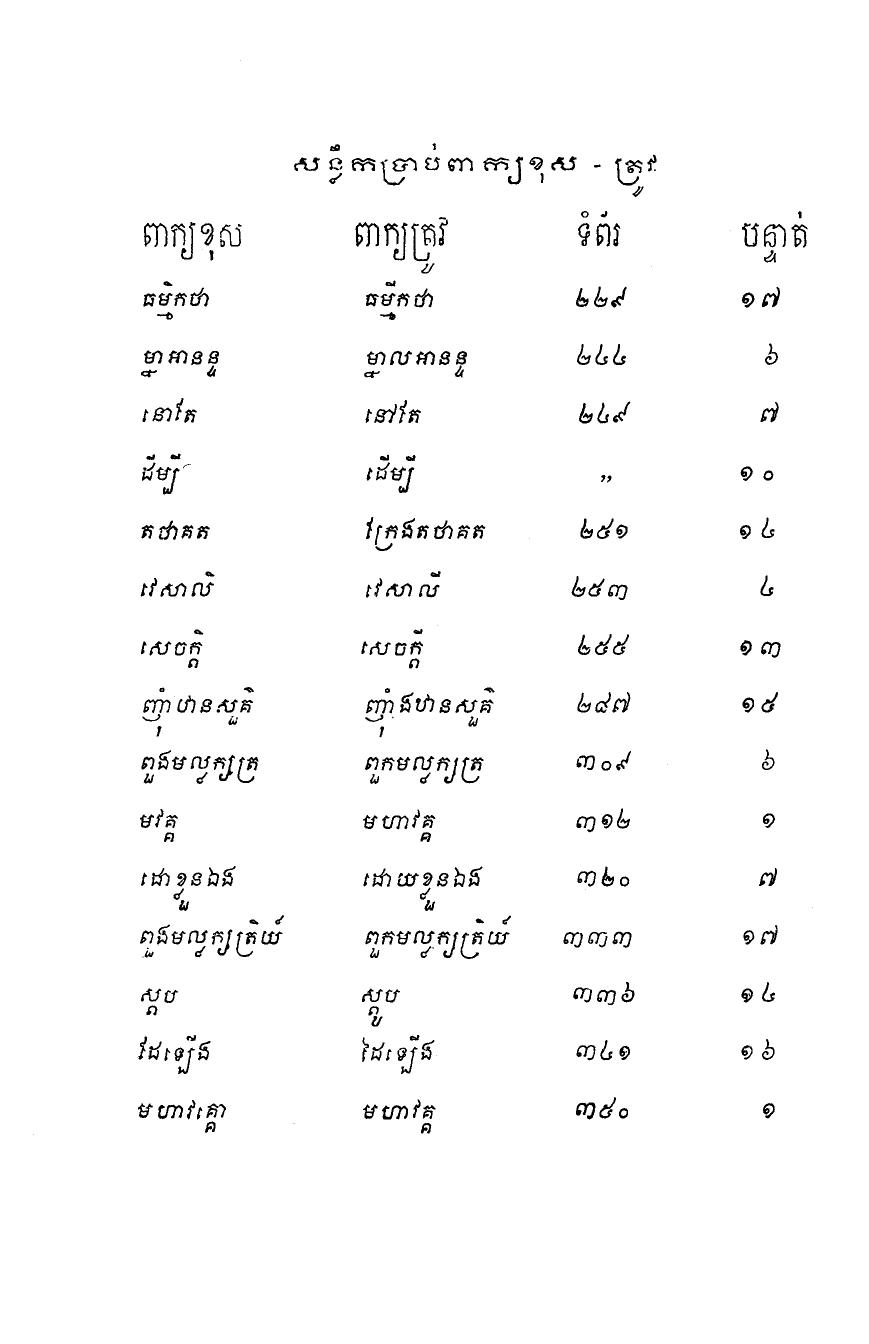 សន្លឹកប្រាប់ពាក្យខុស - ត្រូវ
ពាក្យខុស ពាក្យត្រូវ ទំព័រ បន្ទាត់
ធម្មិកថា ធម្មីកថា ២២៩ ១៧
ម្នាអានន្ទ ម្នាលអានន្ទ ២៤៤ ៦
នោតែ នៅតែ ២៤៩ ៧
ដីម្បី ដើម្បី ,, ១០
តថាគត ក្រែងតថាគត ២៥១ ១៤
វេសាលិ វេសាលី ២៥៣ ៤
សេចក្តិ សេចក្តី ២៥៥ ១៣
ញ៉ាំុឋានសួគិ ញ៉ាំុងឋានសួគិ ២៨៧ ១៥
ពួងមល្លក្សត្រ ពួកមល្លក្យត្រ ៣០៩ ៦
មវគ្គ មហាវគ្គ ៣១២ ១
ដោខ្លួនឯង ដោយខ្លួនឯង ៣២០ ៧
ពួងមល្លក្សត្រិយ៍ ពួកមល្លក្យត្រិយ៍ ៣៣៣ ១៧
ស្តប ស្តូប ៣៣៦ ១៤
ដែឡើង ដៃឡើង ៣៤១ ១៦
មហាវគ្គោ មហាវគ្គ ៣៥០ ១